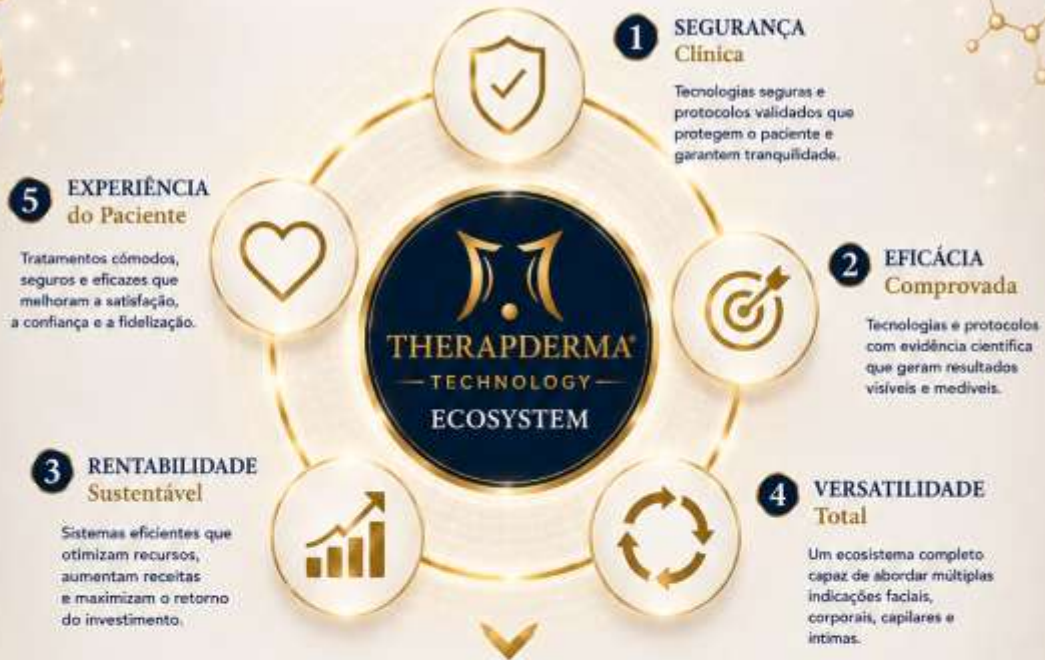 1
SEGURANÇA
Clínica
Tecnologias seguras e
protocolos validados que
protegem o paciente e
garantem tranquilidade.
2
EFICÁCIA
Comprovada
Tecnologias e protocolos
com evidência científica
que geram resultados
visíveis e medíveis.
3
RENTABILIDADE
Sustentável
Sistemas eficientes que
otimizam recursos,
aumentam receitas
e maximizam o retorno
do investimento.
4
VERSATILIDADE
Total
Um ecosistema completo
capaz de abordar múltiplas
indicações faciais,
corporais, capilares e
íntimas.
5
EXPERIÊNCIA
do Paciente
Tratamentos cómodos,
seguros e eficazes que
melhoram a satisfação,
a confiança e a fidelização.
THERAPDERMA®
TECHNOLOGY
ECOSYSTEM